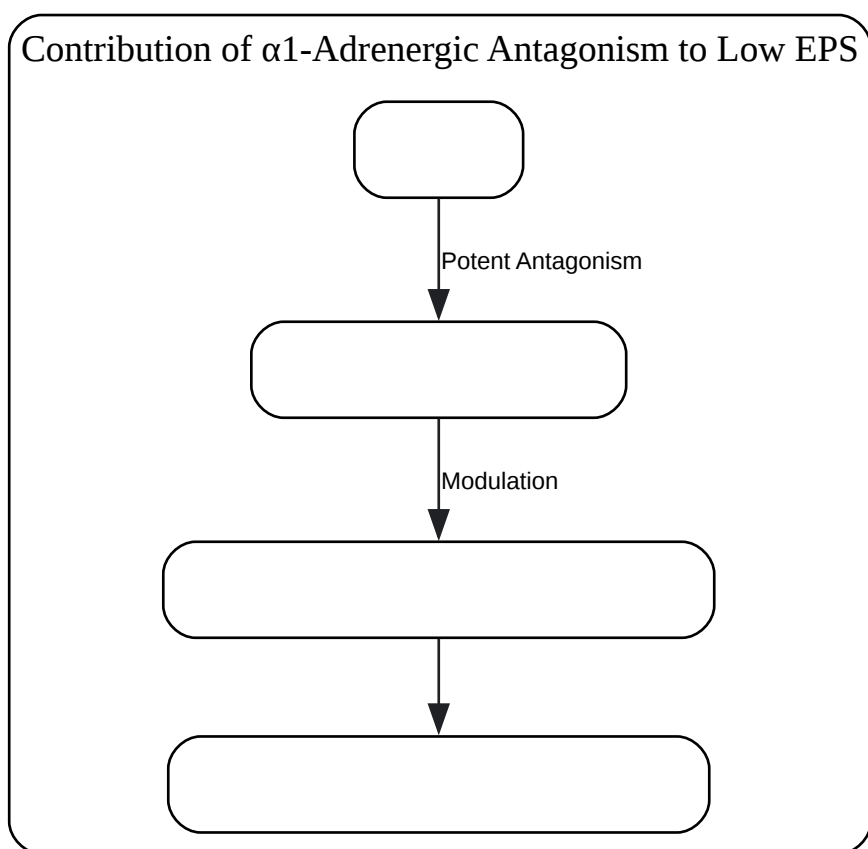 Contribution of α1-Adrenergic Antagonism to Low EPS
Potent Antagonism
Modulation